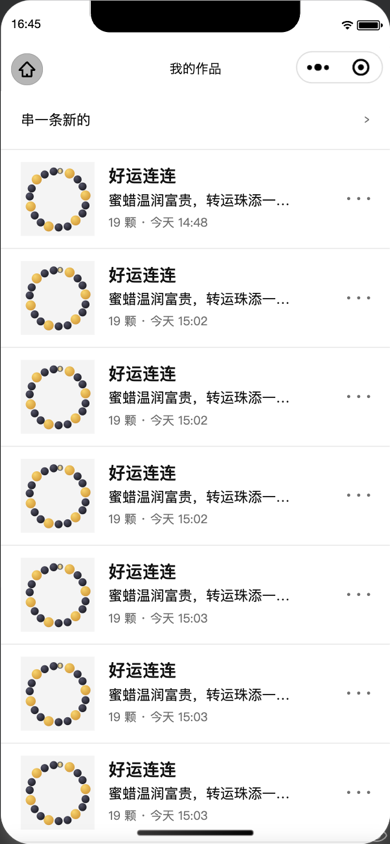 16:45
我的作品
串一条新的
好运连连
蜜蜡温润富贵，转运珠添一…
19 颗 · 今天 14:48
好运连连
蜜蜡温润富贵，转运珠添一…
19 颗 · 今天 15:02
好运连连
蜜蜡温润富贵，转运珠添一…
19 颗 · 今天 15:02
好运连连
蜜蜡温润富贵，转运珠添一…
19 颗 · 今天 15:02
好运连连
蜜蜡温润富贵，转运珠添一…
19 颗 · 今天 15:03
好运连连
蜜蜡温润富贵，转运珠添一…
19 颗 · 今天 15:03
好运连连
蜜蜡温润富贵，转运珠添一…
19 颗 · 今天 15:03